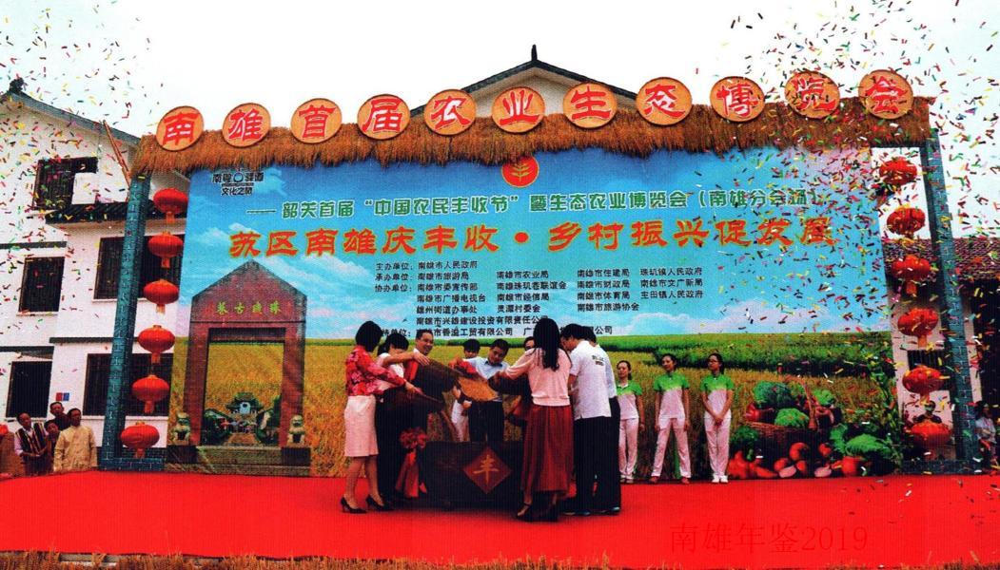 南雄首届农业生态博览会
南粤古驿道
文化之旅
——韶关首届“中国农民丰收节”暨生态农业博览会（南雄分会场）
苏区南雄庆丰收·乡村振兴促发展
主办单位：南雄市人民政府
承办单位：南雄市旅游局 南雄市农业局 南雄市住建局 珠玑镇人民政府
协办单位：南雄市委宣传部 南雄珠玑巷联谊会 南雄市财政局 南雄市文广新局
南雄市广播电视台 南雄市经信局 南雄市体育局 主田镇人民政府
雄州街道办事处 灵潭村委会 南雄市旅游协会
南雄市兴雄建设投资有限责任公司
单位： 市香溢工贸有限公司 公司
巷古珠
丰
南雄年鉴2019